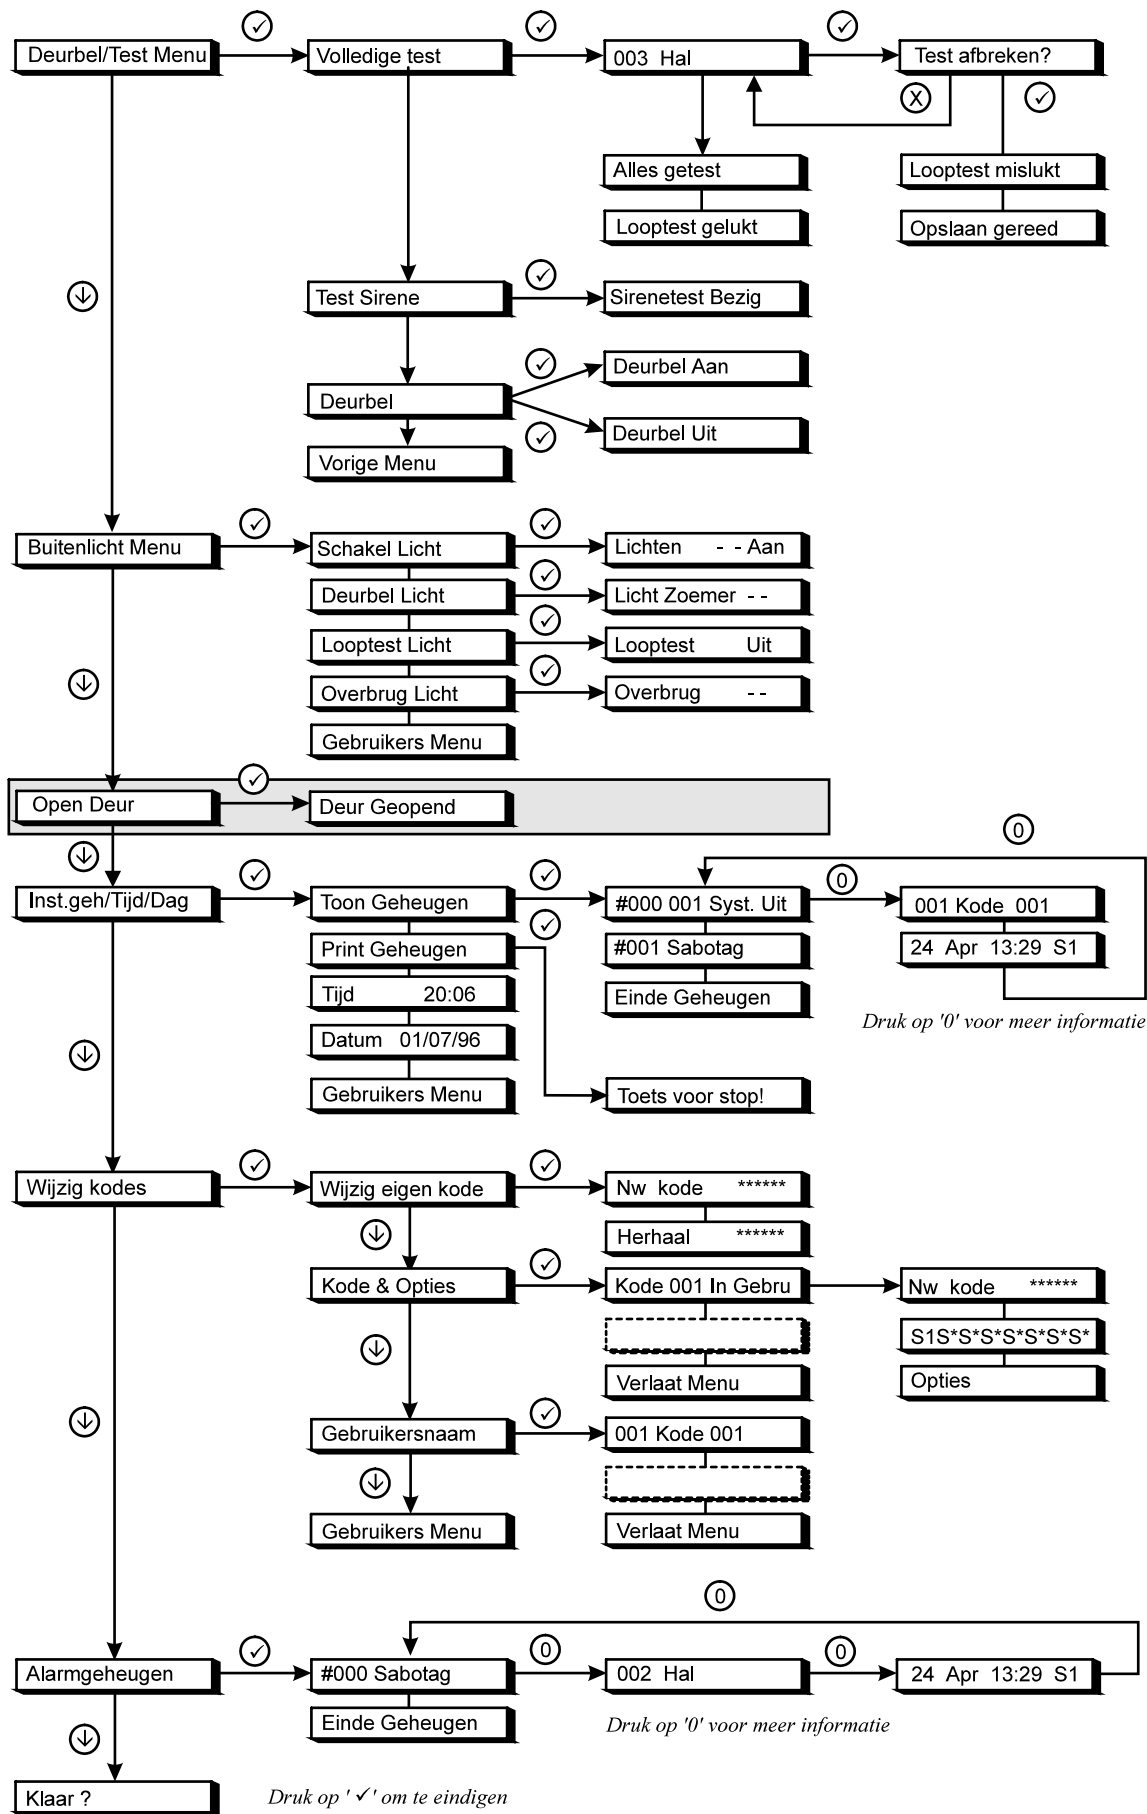 Deurbel/Test Menu
Volledige test
003 Hal
Test afbreken?
X
Alles getest
Looptest mislukt
Looptest gelukt
Opslaan gereed
Test Sirene
Sirenetest Bezig
Deurbel Aan
Deurbel
Deurbel Uit
Vorige Menu
Buitenlicht Menu
Schakel Licht
Lichten - - Aan
Deurbel Licht
Licht Zoemer - -
Looptest Licht
Looptest Uit
Overbrug Licht
Overbrug - -
Gebruikers Menu
Open Deur
Deur Geopend
0
Inst.geh/Tijd/Dag
Toon Geheugen
#000 001 Syst. Uit
0
001 Kode 001
Print Geheugen
#001 Sabotag
24 Apr 13:29 S1
Tijd 20:06
Einde Geheugen
Druk op '0' voor meer informatie
Datum 01/07/96
Gebruikers Menu
Toets voor stop!
Wijzig kodes
Wijzig eigen kode
Nw kode ******
Herhaal ******
Kode & Opties
Kode 001 In Gebru
Nw kode ******
S1S*S*S*S*S*S*S*
Verlaat Menu
Opties
Gebruikersnaam
001 Kode 001
Gebruikers Menu
Verlaat Menu
0
Alarmgeheugen
#000 Sabotag
0
002 Hal
0
24 Apr 13:29 S1
Einde Geheugen
Druk op '0' voor meer informatie
Klaar ?
Druk op ' ✓' om te eindigen